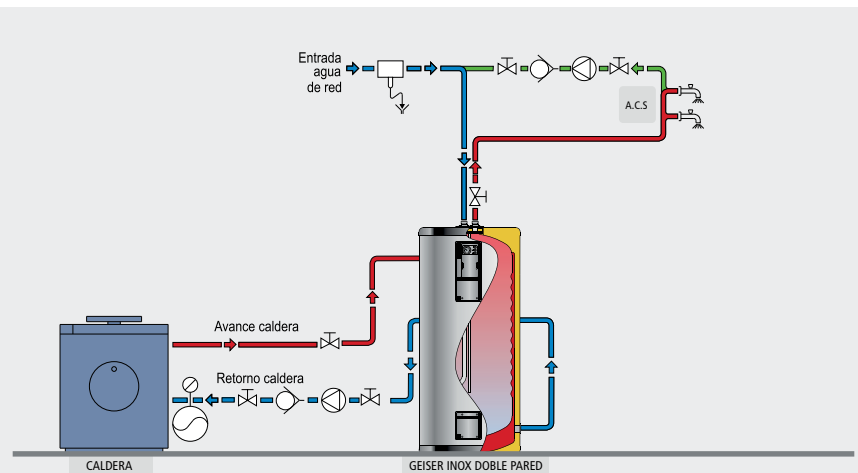 Entrada
agua
de red
A.C.S
Avance caldera
Retorno caldera
CALDERA
GEISER INOX DOBLE PARED